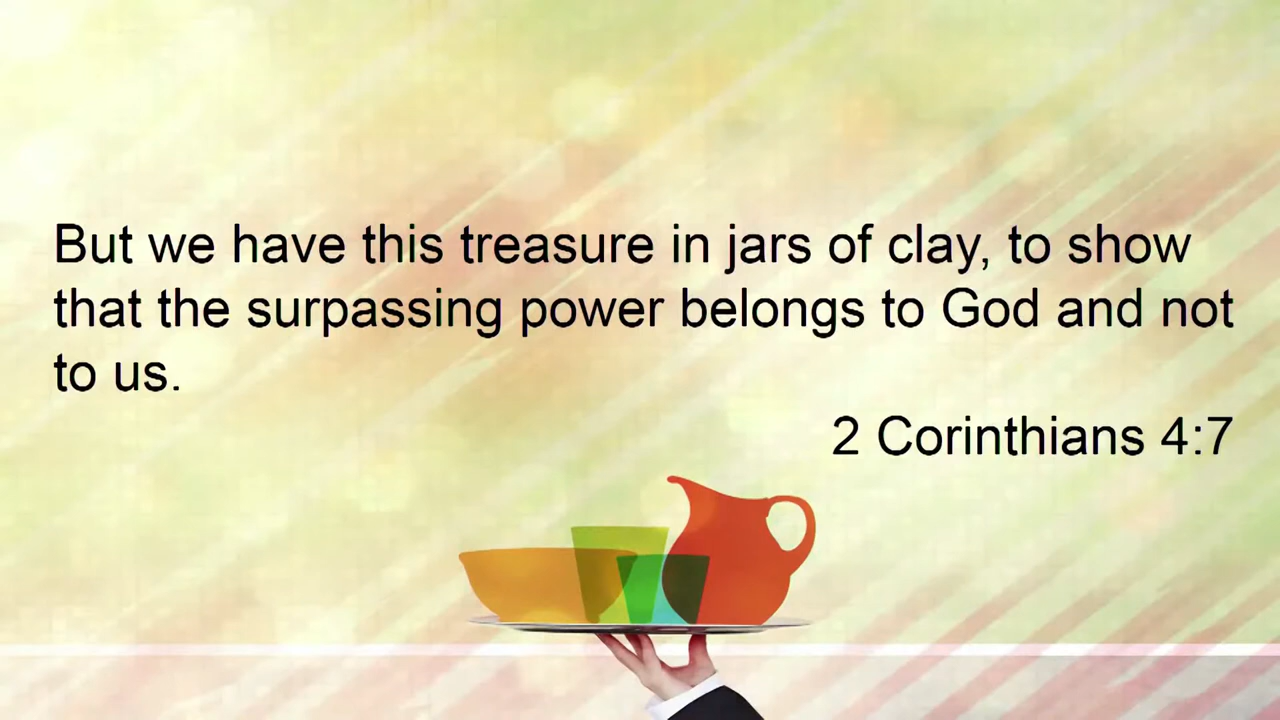 But we have this treasure in jars of clay, to show
that the surpassing power belongs to God and not
to us.
2 Corinthians 4:7